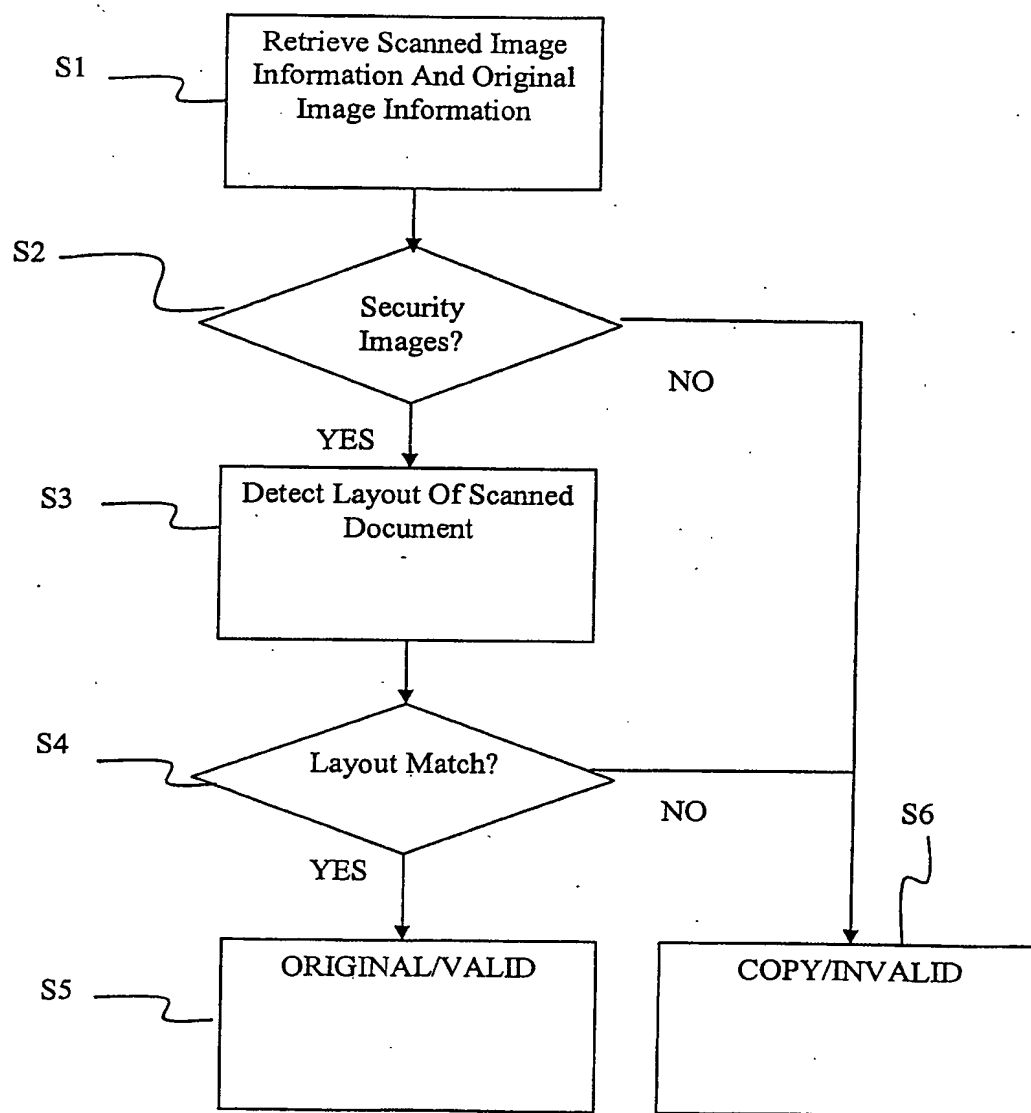 S1
Retrieve Scanned Image
Information And Original
Image Information
S2
Security
Images?
NO
YES
S3
Detect Layout Of Scanned
Document
S4
Layout Match?
NO
S6
YES
S5
ORIGINAL/VALID
COPY/INVALID